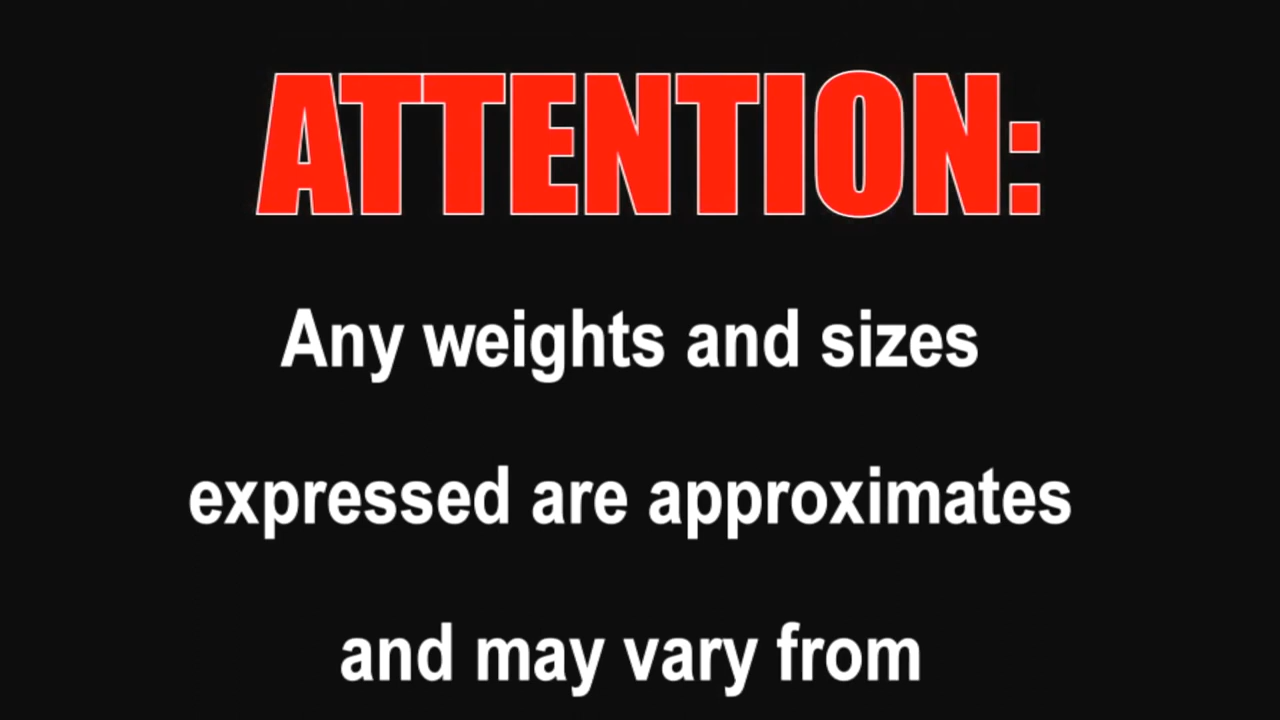 ATTENTION:
Any weights and sizes
expressed are approximates
and may vary from